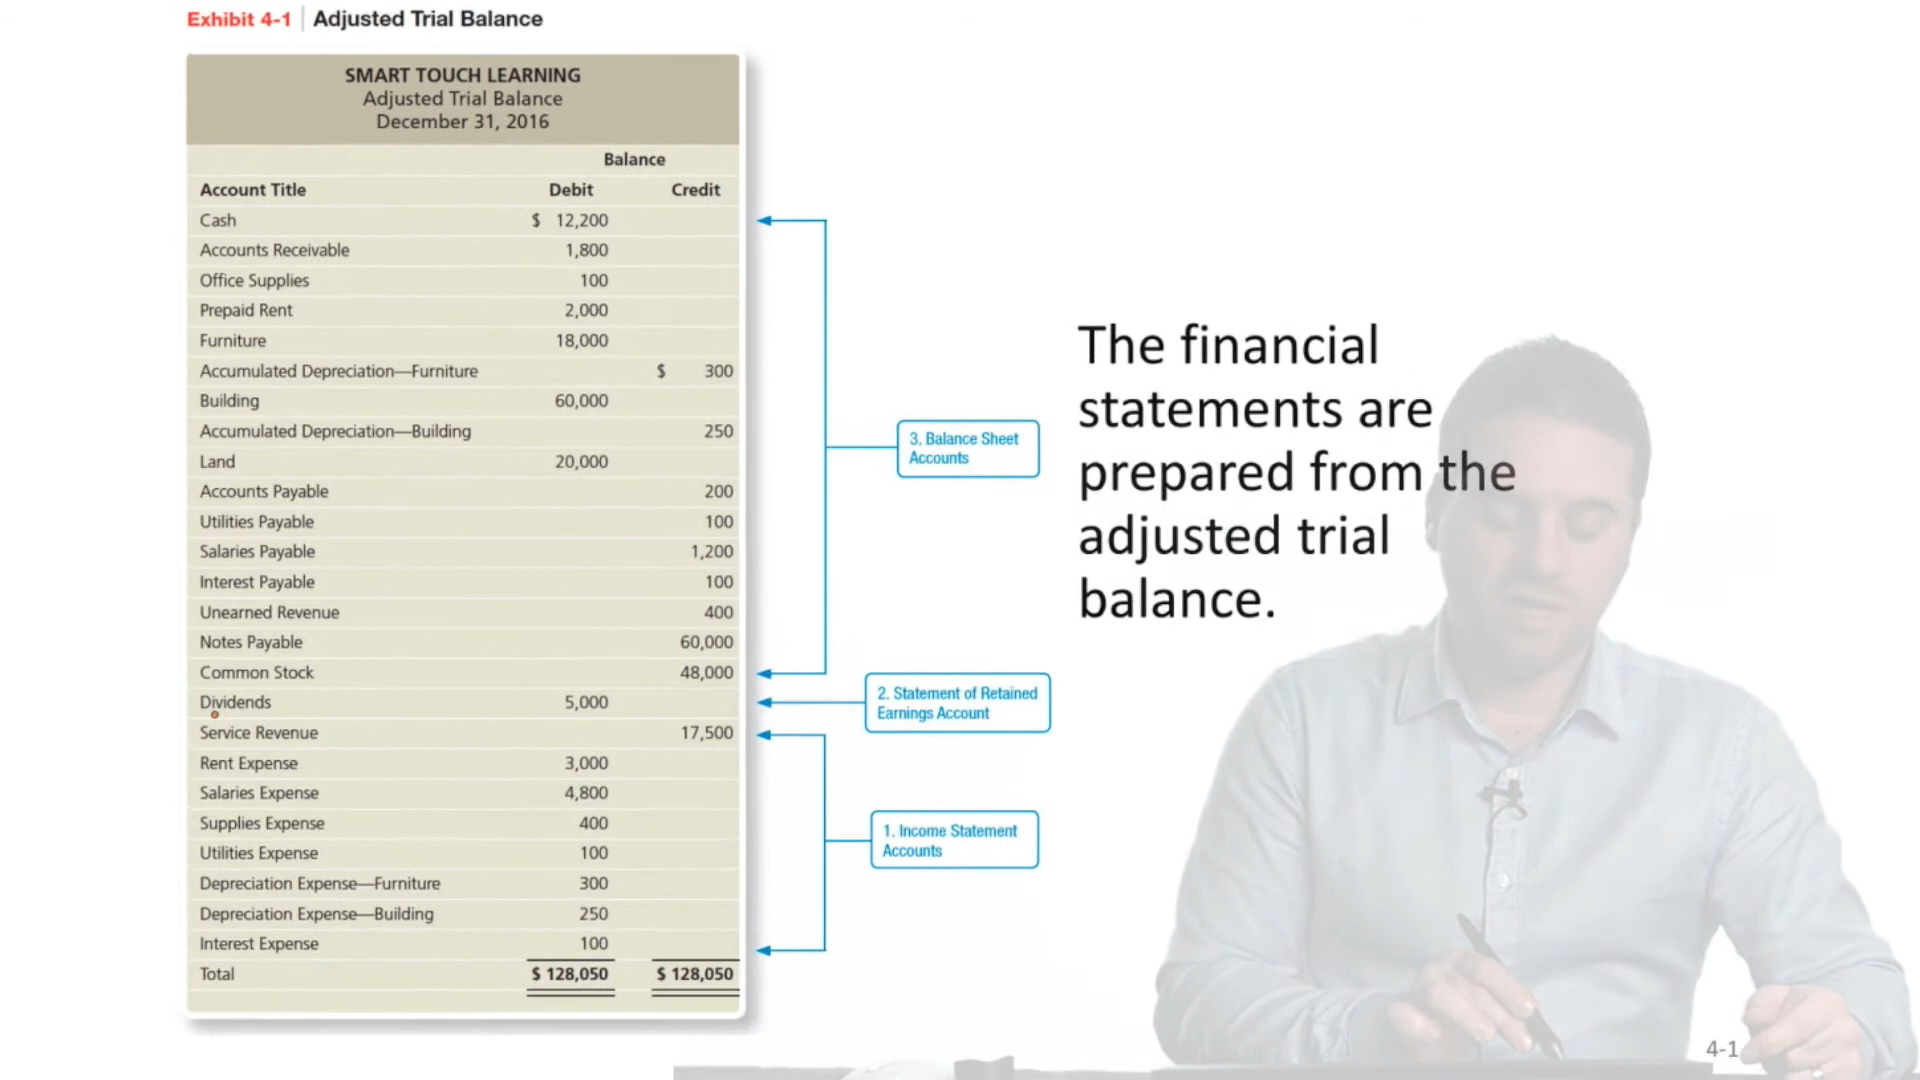 Exhibit 4-1 | Adjusted Trial Balance
SMART TOUCH LEARNING
Adjusted Trial Balance
December 31, 2016
Balance
Account Title Debit Credit
Cash $ 12,200
Accounts Receivable 1,800
Office Supplies 100
Prepaid Rent 2,000
Furniture 18,000
Accumulated Depreciation—Furniture $ 300
Building 60,000
Accumulated Depreciation—Building 250
Land 20,000
Accounts Payable 200
Utilities Payable 100
Salaries Payable 1,200
Interest Payable 100
Unearned Revenue 400
Notes Payable 60,000
Common Stock 48,000
Dividends 5,000
Service Revenue 17,500
Rent Expense 3,000
Salaries Expense 4,800
Supplies Expense 400
Utilities Expense 100
Depreciation Expense—Furniture 300
Depreciation Expense—Building 250
Interest Expense 100
Total $ 128,050 $ 128,050
3. Balance Sheet
Accounts
2. Statement of Retained
Earnings Account
1. Income Statement
Accounts
The financial
statements are
prepared from the
adjusted trial
balance.
4-1